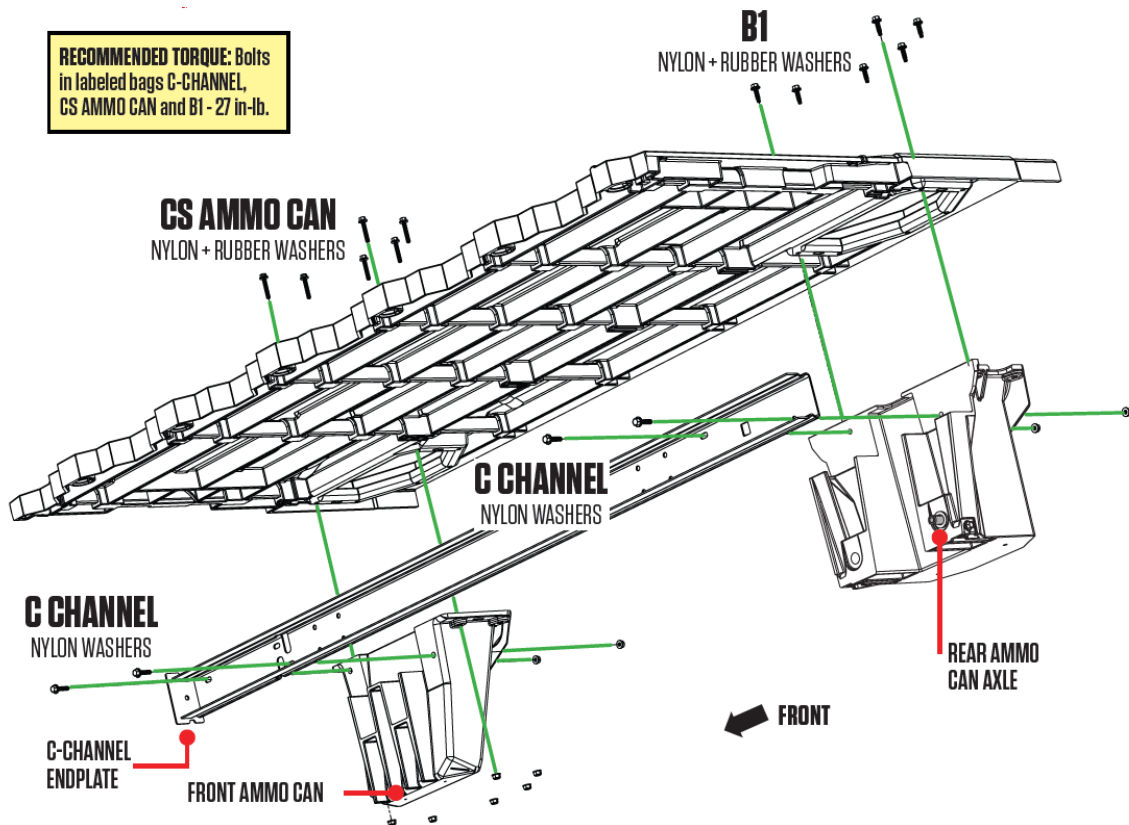 RECOMMENDED TORQUE: Bolts
in labeled bags C-CHANNEL,
CS AMMO CAN and B1 - 27 in-lb.
B1
NYLON + RUBBER WASHERS
CS AMMO CAN
NYLON + RUBBER WASHERS
C CHANNEL
NYLON WASHERS
C CHANNEL
NYLON WASHERS
REAR AMMO
CAN AXLE
FRONT
C-CHANNEL
ENDPLATE
FRONT AMMO CAN